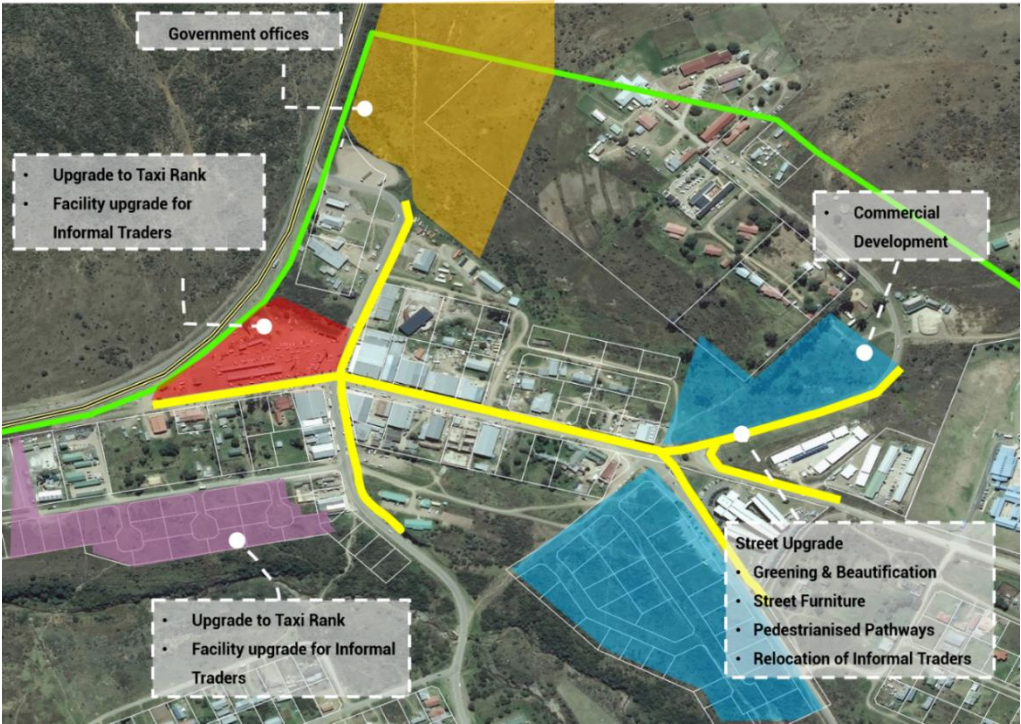 Government offices
• Upgrade to Taxi Rank
• Facility upgrade for
Informal Traders
• Commercial
Development
Street Upgrade
• Greening & Beautification
• Street Furniture
• Pedestrianised Pathways
• Relocation of Informal Traders
• Upgrade to Taxi Rank
• Facility upgrade for Informal
Traders